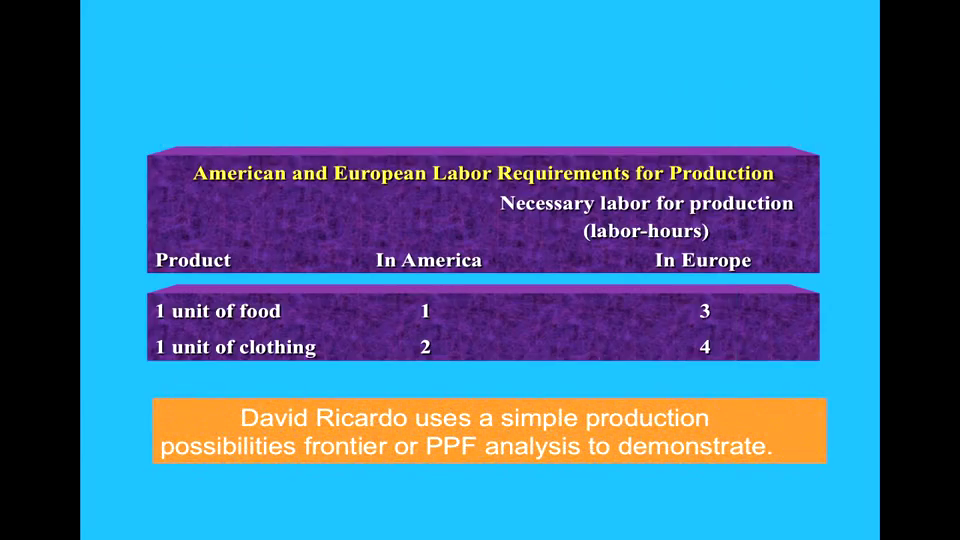 American and European Labor Requirements for Production
Necessary labor for production
(labor-hours)
Product In America In Europe
1 unit of food 1 3
1 unit of clothing 2 4
David Ricardo uses a simple production
possibilities frontier or PPF analysis to demonstrate.